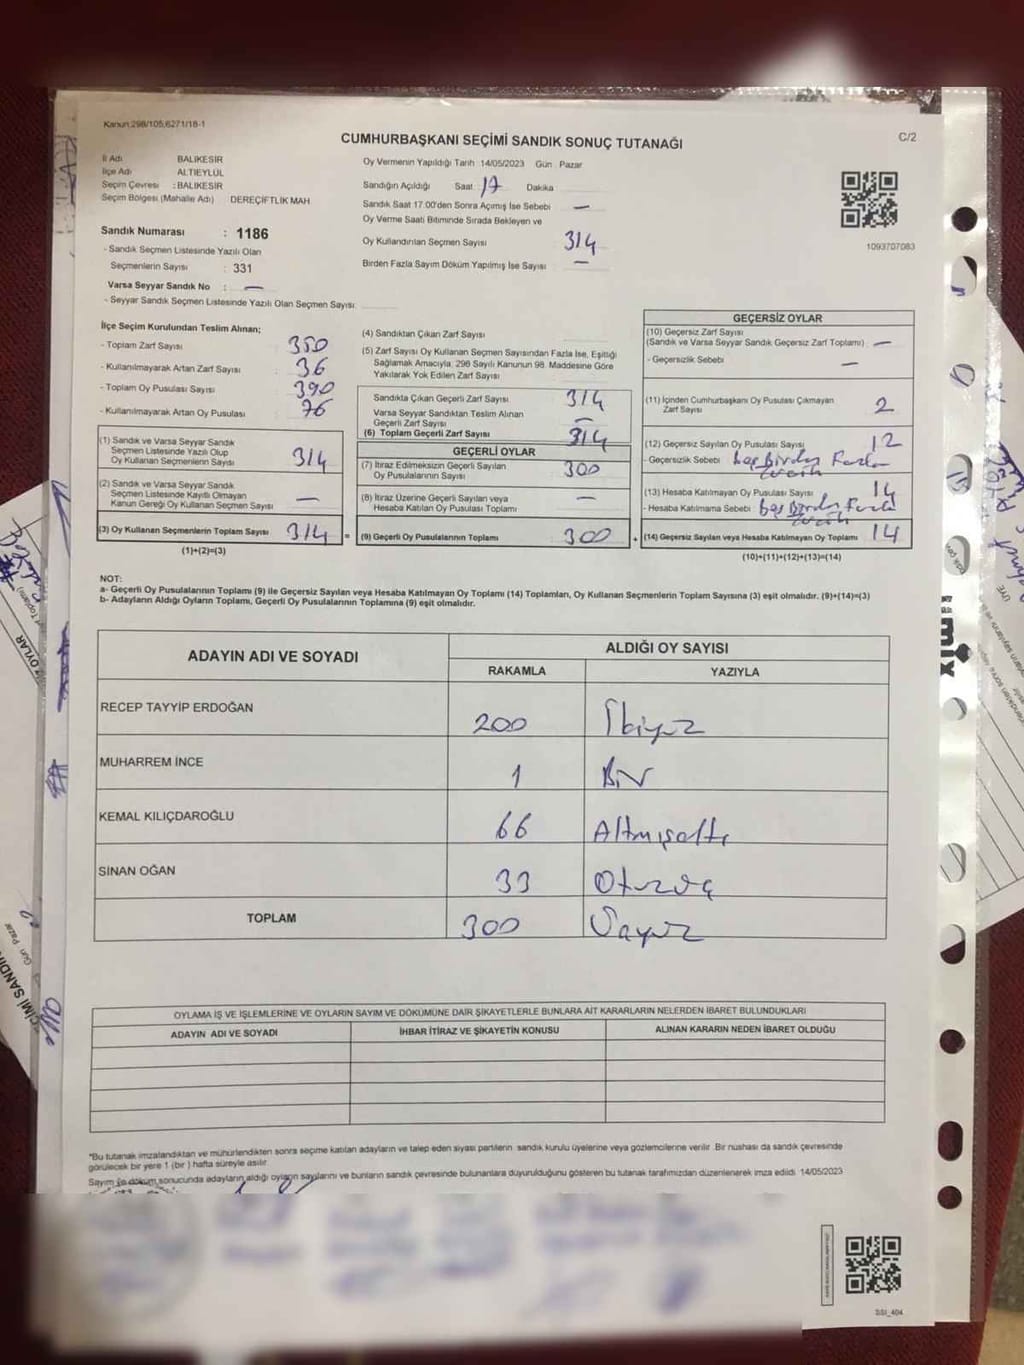 Kanun:298/105,6271/18-1
CUMHURBAŞKANI SEÇİMİ SANDIK SONUÇ TUTANAĞI
C/2
İl Adı BALIKESİR
İlçe Adı ALTIEYLÜL
Seçim Çevresi : BALIKESİR
Seçim Bölgesi (Mahalle Adı) DEREÇİFTLİK MAH
Sandık Numarası : 1186
- Sandık Seçmen Listesinde Yazılı Olan
Seçmenlerin Sayısı : 331
Varsa Seyyar Sandık No : —
- Seyyar Sandık Seçmen Listesinde Yazılı Olan Seçmen Sayısı:
Oy Vermenin Yapıldığı Tarih :14/05/2023 Gün : Pazar
Sandığın Açıldığı Saat: 17 Dakika
Sandık Saat 17.00'den Sonra Açımış İse Sebebi —
Oy Verme Saati Bitiminde Sırada Bekleyen ve
Oy Kullandırılan Seçmen Sayısı 314
Birden Fazla Sayım Döküm Yapılmış İse Sayısı —
1093707083
İlçe Seçim Kurulundan Teslim Alınan;
- Toplam Zarf Sayısı : 350
- Kullanılmayarak Artan Zarf Sayısı : 36
- Toplam Oy Pusulası Sayısı : 390
- Kullanılmayarak Artan Oy Pusulası : 76
(1) Sandık ve Varsa Seyyar Sandık
Seçmen Listesinde Yazılı Olup
Oy Kullanan Seçmenlerin Sayısı 314
(2) Sandık ve Varsa Seyyar Sandık
Seçmen Listesinde Kayıtlı Olmayan
Kanun Gereği Oy Kullanan Seçmen Sayısı —
(3) Oy Kullanan Seçmenlerin Toplam Sayısı 314 =
(1)+(2)=(3)
(4) Sandıktan Çıkan Zarf Sayısı
(5) Zarf Sayısı Oy Kullanan Seçmen Sayısından Fazla İse, Eşitliği
Sağlamak Amacıyla; 298 Sayılı Kanunun 98. Maddesine Göre
Yakılarak Yok Edilen Zarf Sayısı
Sandıkta Çıkan Geçerli Zarf Sayısı 314
Varsa Seyyar Sandıktan Teslim Alınan
Geçerli Zarf Sayısı —
(6) Toplam Geçerli Zarf Sayısı 314
GEÇERLİ OYLAR
(7) İtiraz Edilmeksizin Geçerli Sayılan
Oy Pusulalarının Sayısı 300
(8) İtiraz Üzerine Geçerli Sayılan veya
Hesaba Katılan Oy Pusulası Toplamı —
(9) Geçerli Oy Pusulalarının Toplamı 300 +
GEÇERSİZ OYLAR
(10) Geçersiz Zarf Sayısı
(Sandık ve Varsa Seyyar Sandık Geçersiz Zarf Toplamı) —
- Geçersizlik Sebebi : —
(11) İçinden Cumhurbaşkanı Oy Pusulası Çıkmayan
Zarf Sayısı 2
(12) Geçersiz Sayılan Oy Pusulası Sayısı 12
- Geçersizlik Sebebi : boş Birden Fazla
(13) Hesaba Katılmayan Oy Pusulası Sayısı 14
- Hesaba Katılmama Sebebi : boş Birden Fazla
(14) Geçersiz Sayılan veya Hesaba Katılmayan Oy Toplamı 14
(10)+(11)+(12)+(13)=(14)
NOT:
a- Geçerli Oy Pusulalarının Toplamı (9) ile Geçersiz Sayılan veya Hesaba Katılmayan Oy Toplamı (14) Toplamları, Oy Kullanan Seçmenlerin Toplam Sayısına (3) eşit olmalıdır. (9)+(14)=(3)
b- Adayların Aldığı Oyların Toplamı, Geçerli Oy Pusulalarının Toplamına (9) eşit olmalıdır.
ADAYIN ADI VE SOYADI
ALDIĞI OY SAYISI
RAKAMLA YAZIYLA
RECEP TAYYİP ERDOĞAN 200 İkiyüz
MUHARREM İNCE 1 Bir
KEMAL KILIÇDAROĞLU 66 Altmışaltı
SİNAN OĞAN 33 Otuzüç
TOPLAM 300 Üçyüz
OYLAMA İŞ VE İŞLEMLERİNE VE OYLARIN SAYIM VE DÖKÜMÜNE DAİR ŞİKAYETLERLE BUNLARA AİT KARARLARIN NELERDEN İBARET BULUNDUKLARI
ADAYIN ADI VE SOYADI İHBAR İTİRAZ VE ŞİKAYETİN KONUSU ALINAN KARARIN NEDEN İBARET OLDUĞU
*Bu tutanak imzalandıktan ve mühürlendikten sonra seçime katılan adayların ve talep eden siyasi partilerin sandık kurulu üyelerine veya gözlemcilerine verilir. Bir nüshası da sandık çevresinde
görülecek bir yere 1 (bir ) hafta süreyle asılır.
Sayım ve döküm sonucunda adayların aldığı oyların sayılarını ve bunların sandık çevresinde bulunanlara duyurulduğunu gösteren bu tutanak tarafımızdan düzenlenerek imza edildi. 14/05/2023
SSI_404